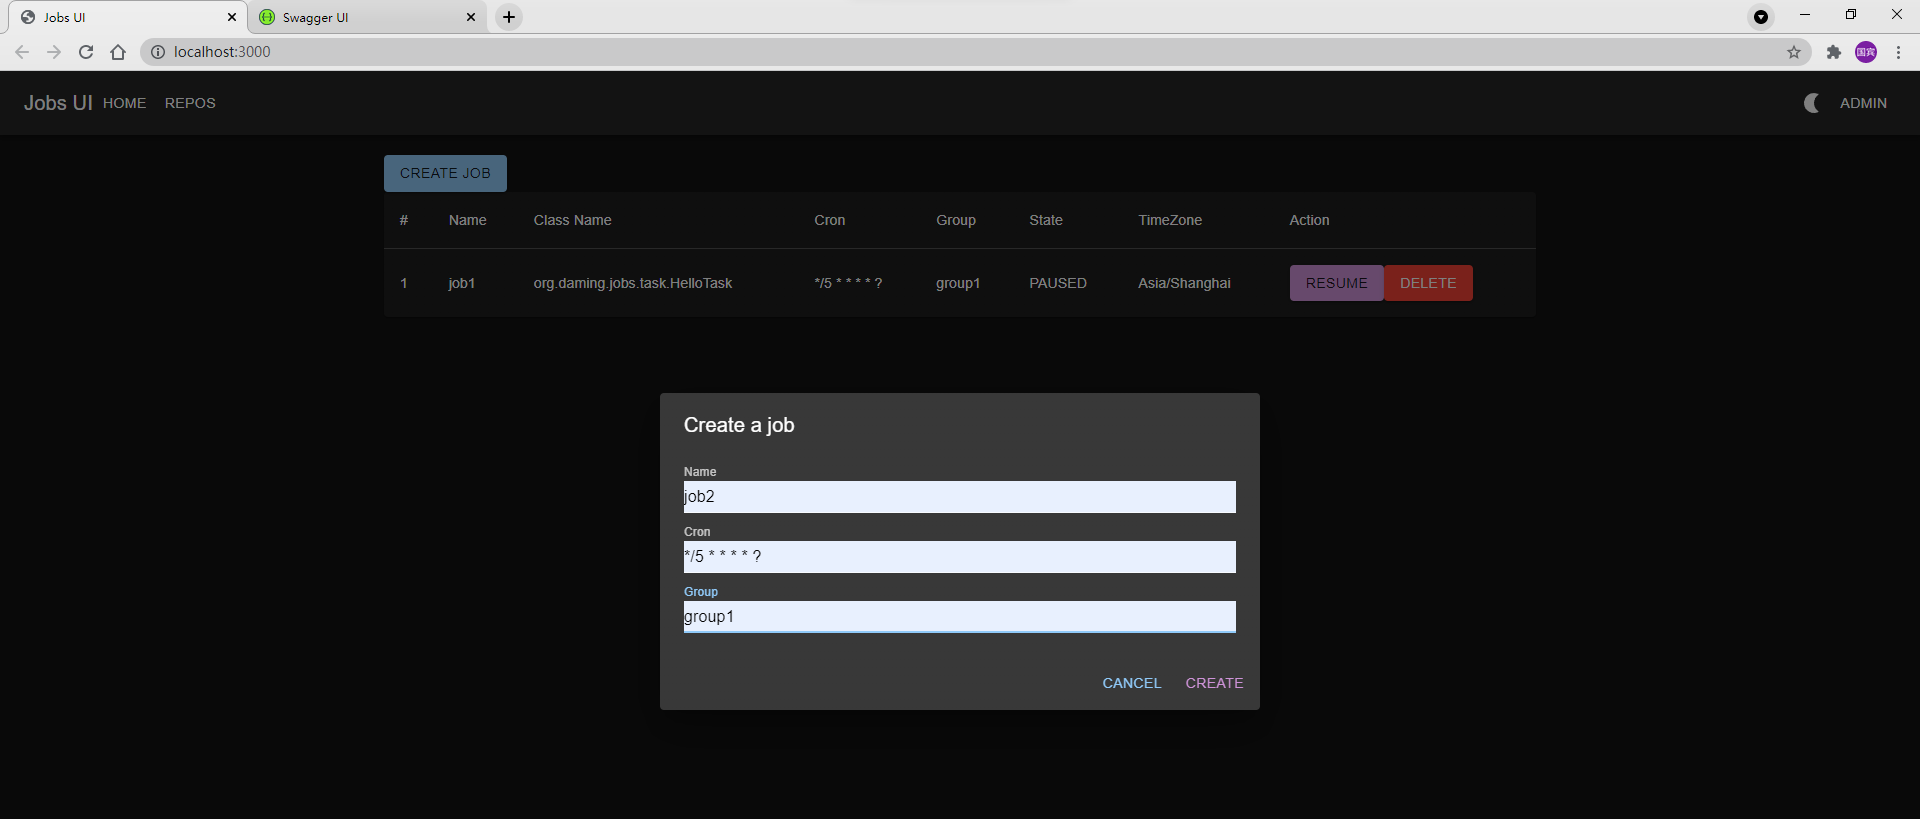 Jobs UI
Swagger UI
localhost:3000
国宾
Jobs UI HOME REPOS
ADMIN
CREATE JOB
# Name Class Name Cron Group State TimeZone Action
1 job1 org.daming.jobs.task.HelloTask */5 * * * * ? group1 PAUSED Asia/Shanghai RESUME DELETE
Create a job
Name
job2
Cron
*/5 * * * * ?
Group
group1
CANCEL CREATE